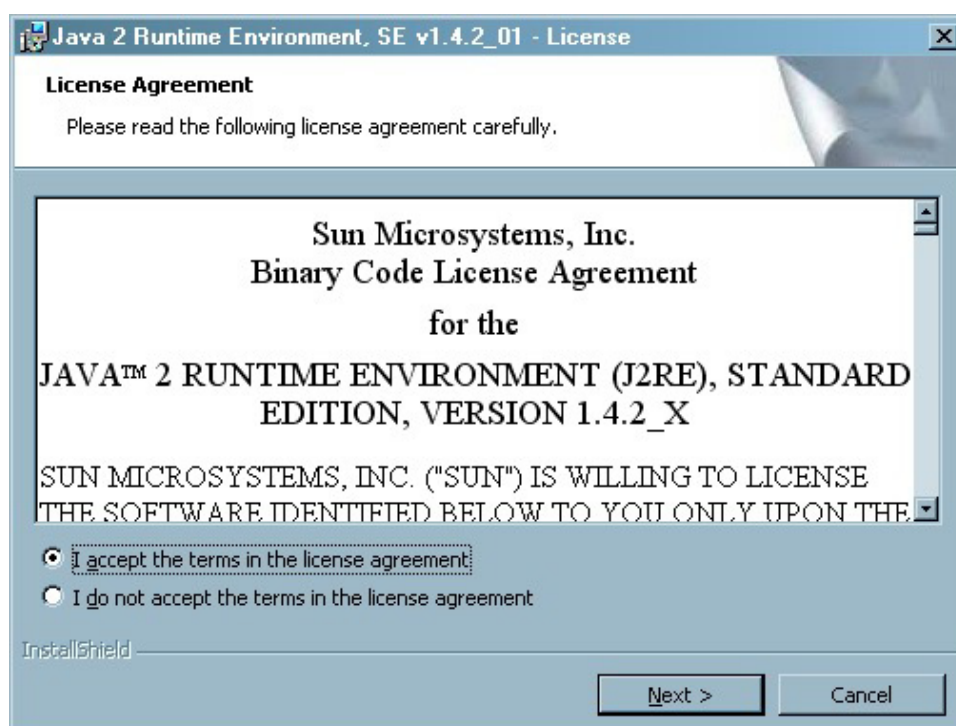 Java 2 Runtime Environment, SE v1.4.2_01 - License
License Agreement
Please read the following license agreement carefully.
Sun Microsystems, Inc.
Binary Code License Agreement
for the
JAVA™ 2 RUNTIME ENVIRONMENT (J2RE), STANDARD
EDITION, VERSION 1.4.2_X
SUN MICROSYSTEMS, INC. ("SUN") IS WILLING TO LICENSE
THE SOFTWARE IDENTIFIED BELOW TO YOU ONLY UPON THE
I accept the terms in the license agreement
I do not accept the terms in the license agreement
InstallShield
Next >
Cancel